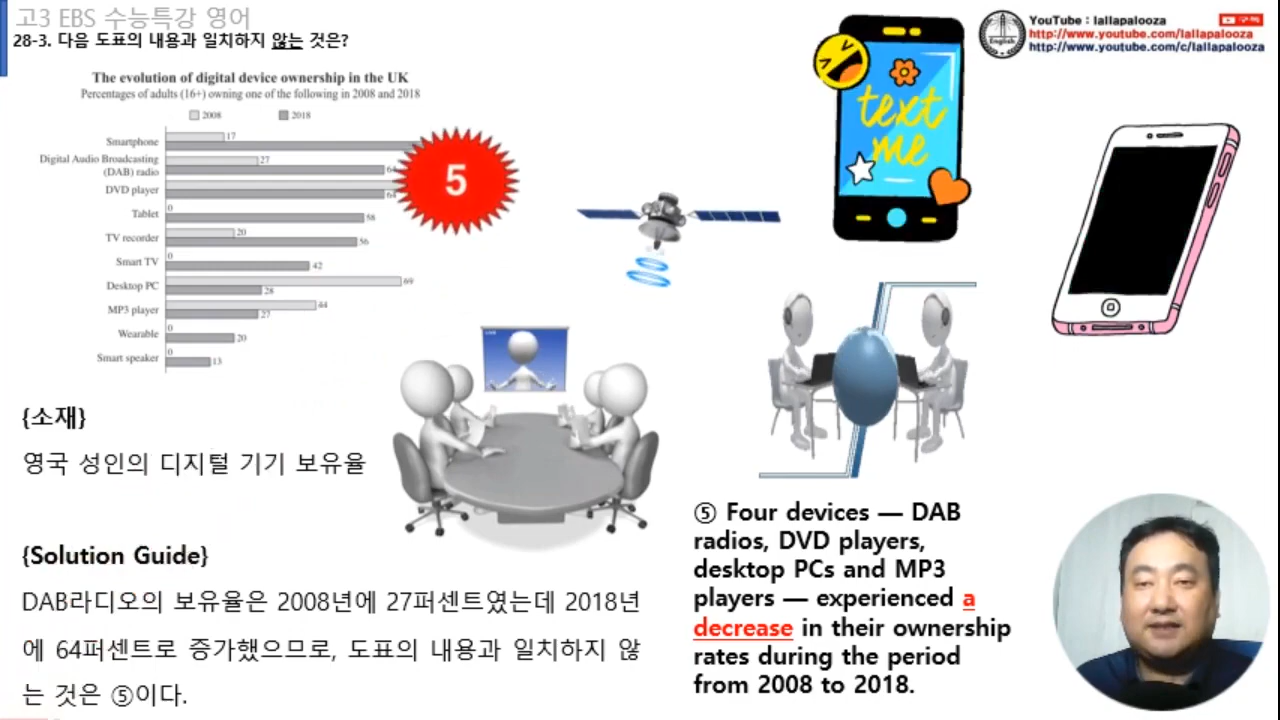 고3 EBS 수능특강 영어
28-3. 다음 도표의 내용과 일치하지 않는 것은?
YouTube : lallapalooza
구독
http://www.youtube.com/lallapalooza
http://www.youtube.com/c/lallapalooza
English
The evolution of digital device ownership in the UK
Percentages of adults (16+) owning one of the following in 2008 and 2018
2008 2018
Smartphone 17
Digital Audio Broadcasting 27
(DAB) radio 64
DVD player 64
Tablet 0 58
TV recorder 20 56
Smart TV 0 42
Desktop PC 69 28
MP3 player 44 27
Wearable 0 20
Smart speaker 0 13
5
text
me
LIVE
{소재}
영국 성인의 디지털 기기 보유율
{Solution Guide}
DAB라디오의 보유율은 2008년에 27퍼센트였는데 2018년
에 64퍼센트로 증가했으므로, 도표의 내용과 일치하지 않
는 것은 ⑤이다.
⑤ Four devices — DAB
radios, DVD players,
desktop PCs and MP3
players — experienced a
decrease in their ownership
rates during the period
from 2008 to 2018.